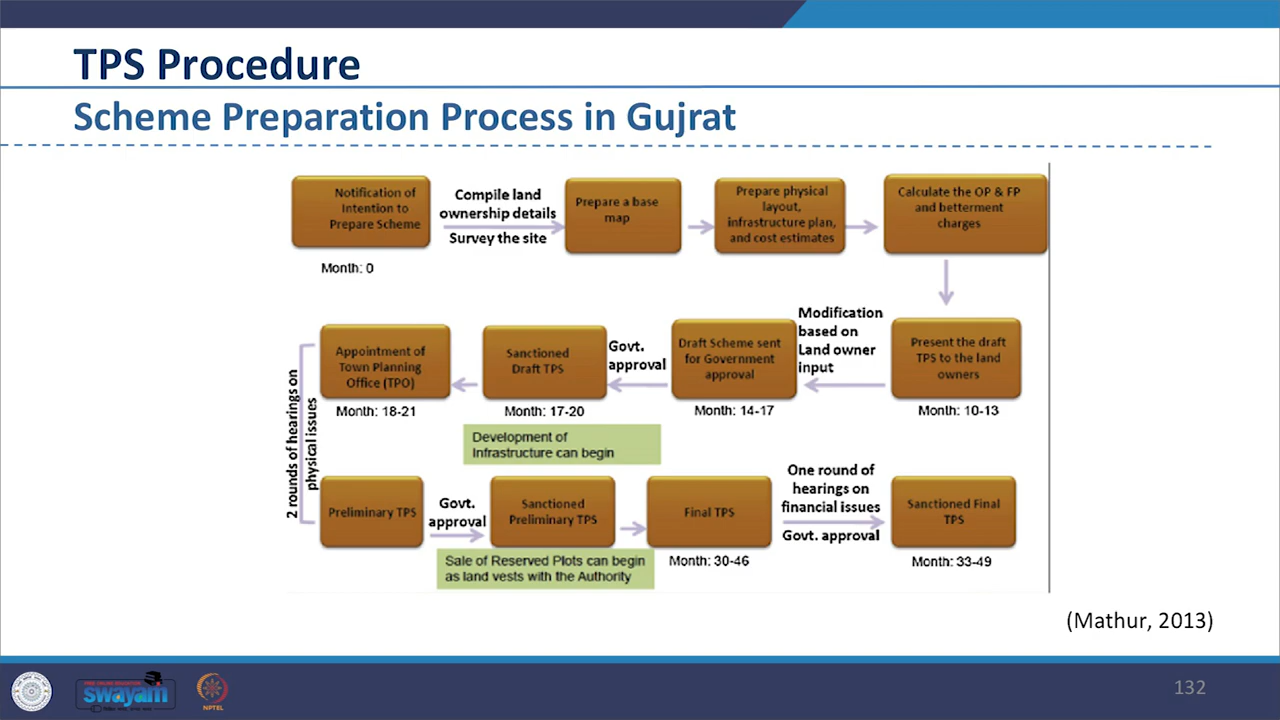 TPS Procedure
Scheme Preparation Process in Gujrat
Notification of
Intention to
Prepare Scheme
Month: 0
Compile land
ownership details
Survey the site
Prepare a base
map
Prepare physical
layout,
infrastructure plan,
and cost estimates
Calculate the OP & FP
and betterment
charges
Present the draft
TPS to the land
owners
Month: 10-13
Modification
based on
Land owner
input
Draft Scheme sent
for Government
approval
Month: 14-17
Govt.
approval
Sanctioned
Draft TPS
Month: 17-20
Development of
Infrastructure can begin
Appointment of
Town Planning
Office (TPO)
Month: 18-21
2 rounds of hearings on
physical issues
Preliminary TPS
Govt.
approval
Sanctioned
Preliminary TPS
Sale of Reserved Plots can begin
as land vests with the Authority
Final TPS
Month: 30-46
One round of
hearings on
financial issues
Govt. approval
Sanctioned Final
TPS
Month: 33-49
(Mathur, 2013)
swayam
NPTEL
132